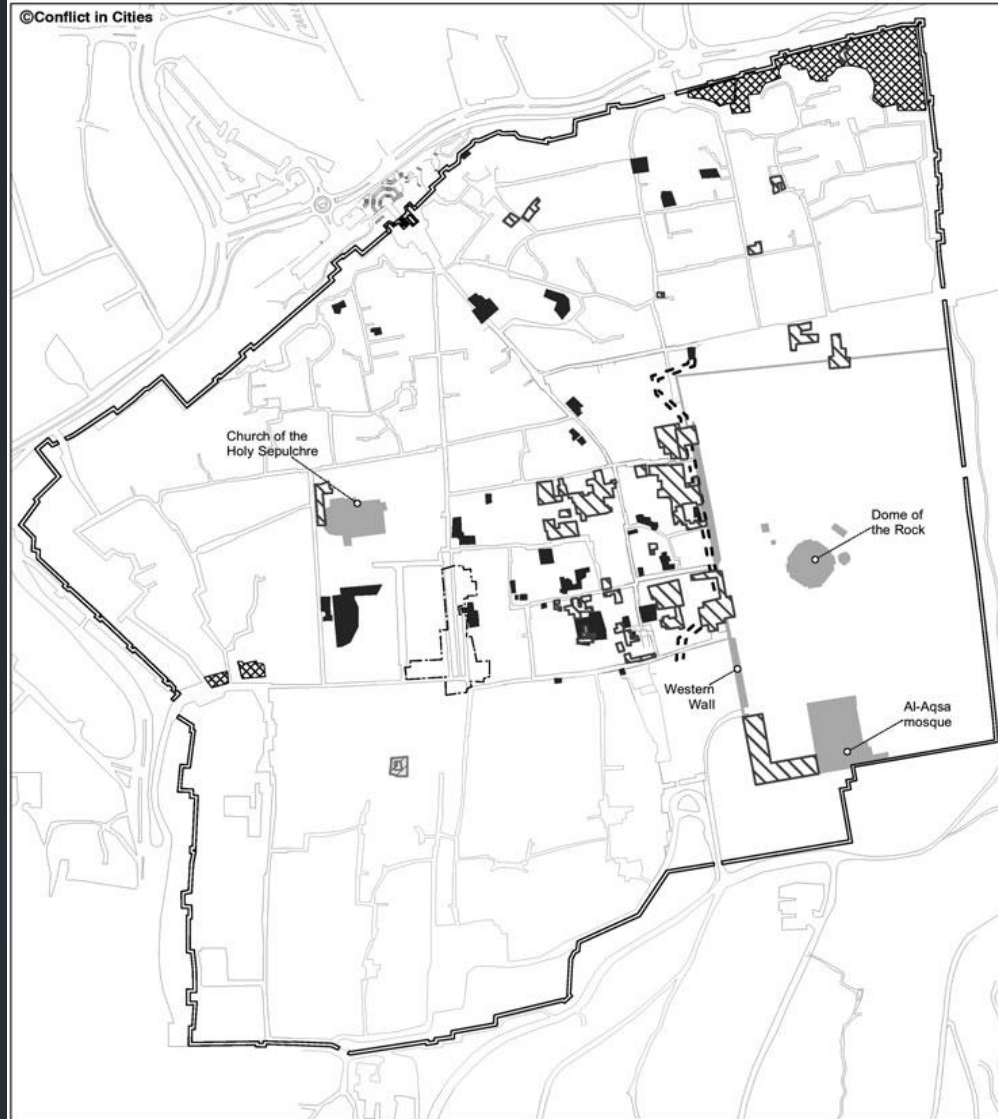 ©Conflict in Cities
Church of the
Holy Sepulchre
Dome of
the Rock
Western
Wall
Al-Aqsa
mosque